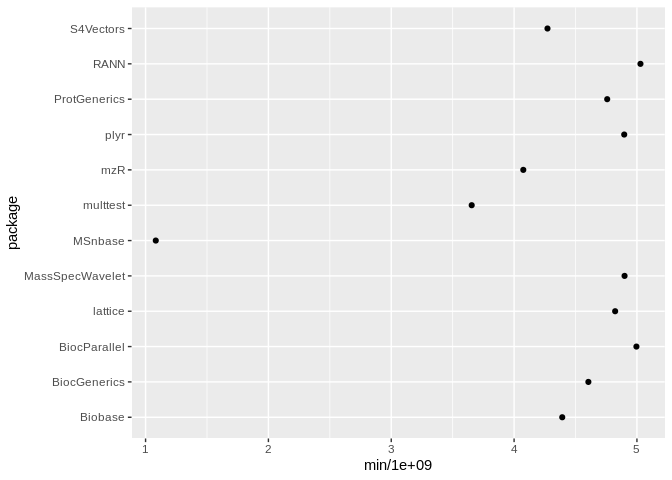 S4Vectors
RANN
ProtGenerics
plyr
mzR
multtest
MSnbase
MassSpecWavelet
lattice
BiocParallel
BiocGenerics
Biobase
package
1 2 3 4 5
min/1e+09